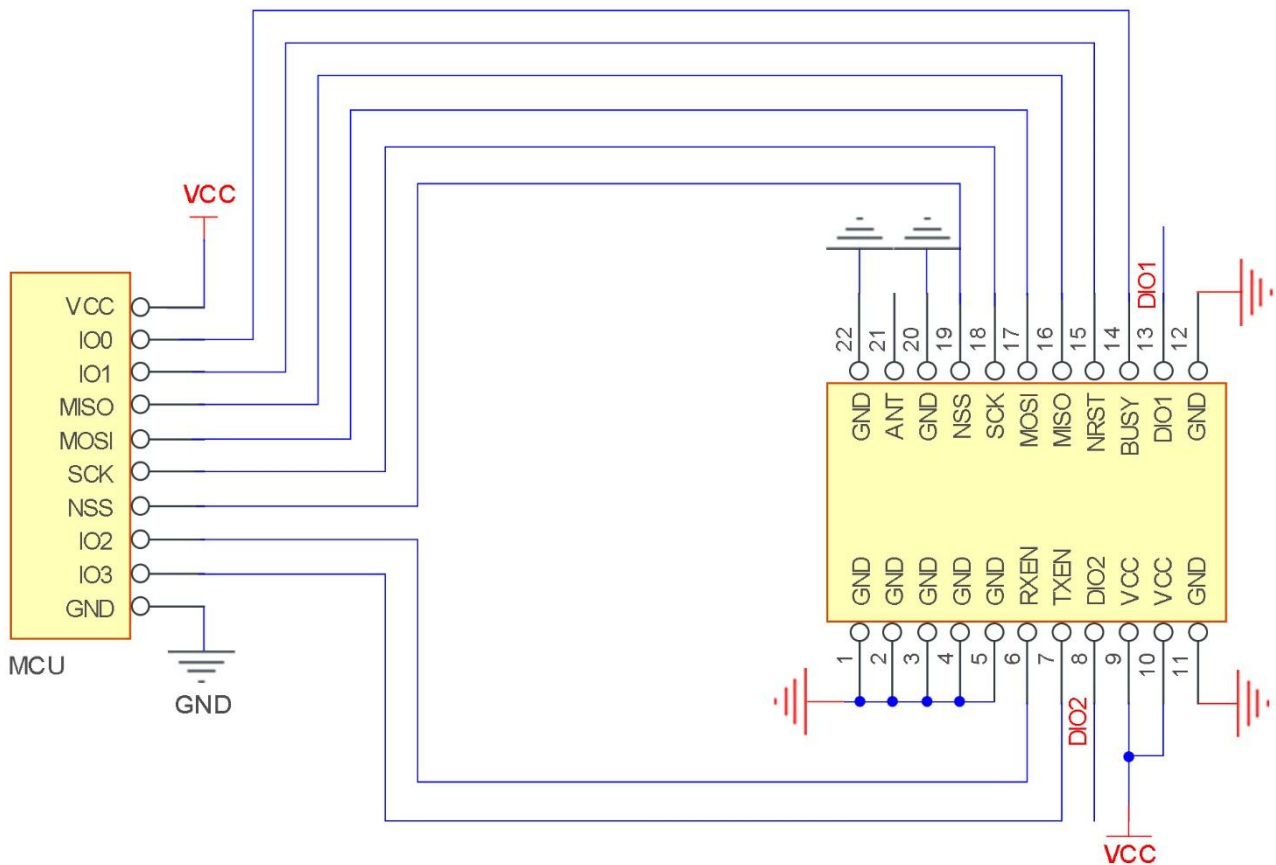 VCC
VCC
IO0
IO1
MISO
MOSI
SCK
NSS
IO2
IO3
GND
MCU
GND
DIO1
22
21
20
19
18
17
16
15
14
13
12
GND
ANT
GND
NSS
SCK
MOSI
MISO
NRST
BUSY
DIO1
GND
GND
GND
GND
GND
GND
RXEN
TXEN
DIO2
VCC
VCC
GND
1
2
3
4
5
6
7
8
9
10
11
DIO2
VCC